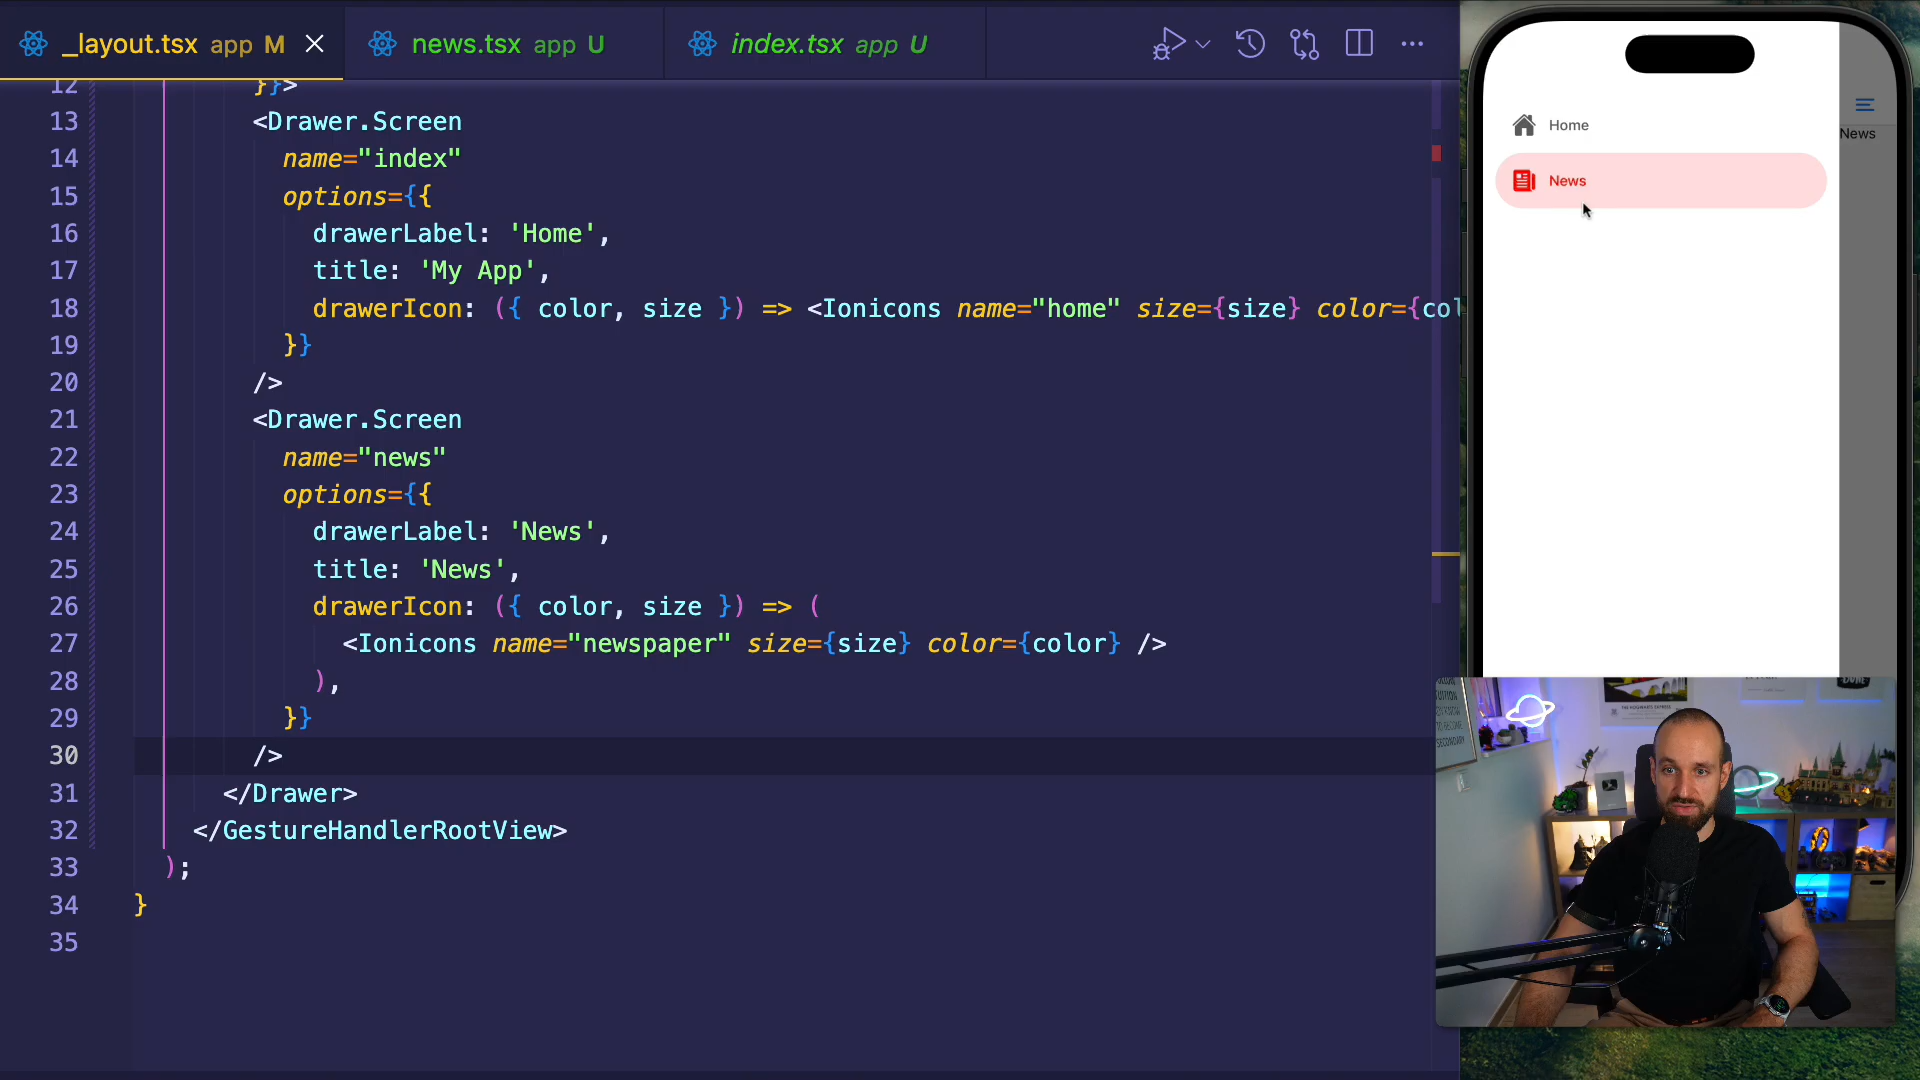 _layout.tsx app M
news.tsx app U
index.tsx app U
12 }}>
13 <Drawer.Screen
14 name="index"
15 options={{
16 drawerLabel: 'Home',
17 title: 'My App',
18 drawerIcon: ({ color, size }) => <Ionicons name="home" size={size} color={col
19 }}
20 />
21 <Drawer.Screen
22 name="news"
23 options={{
24 drawerLabel: 'News',
25 title: 'News',
26 drawerIcon: ({ color, size }) => (
27 <Ionicons name="newspaper" size={size} color={color} />
28 ),
29 }}
30 />
31 </Drawer>
32 </GestureHandlerRootView>
33 );
34 }
35
Home
News
News